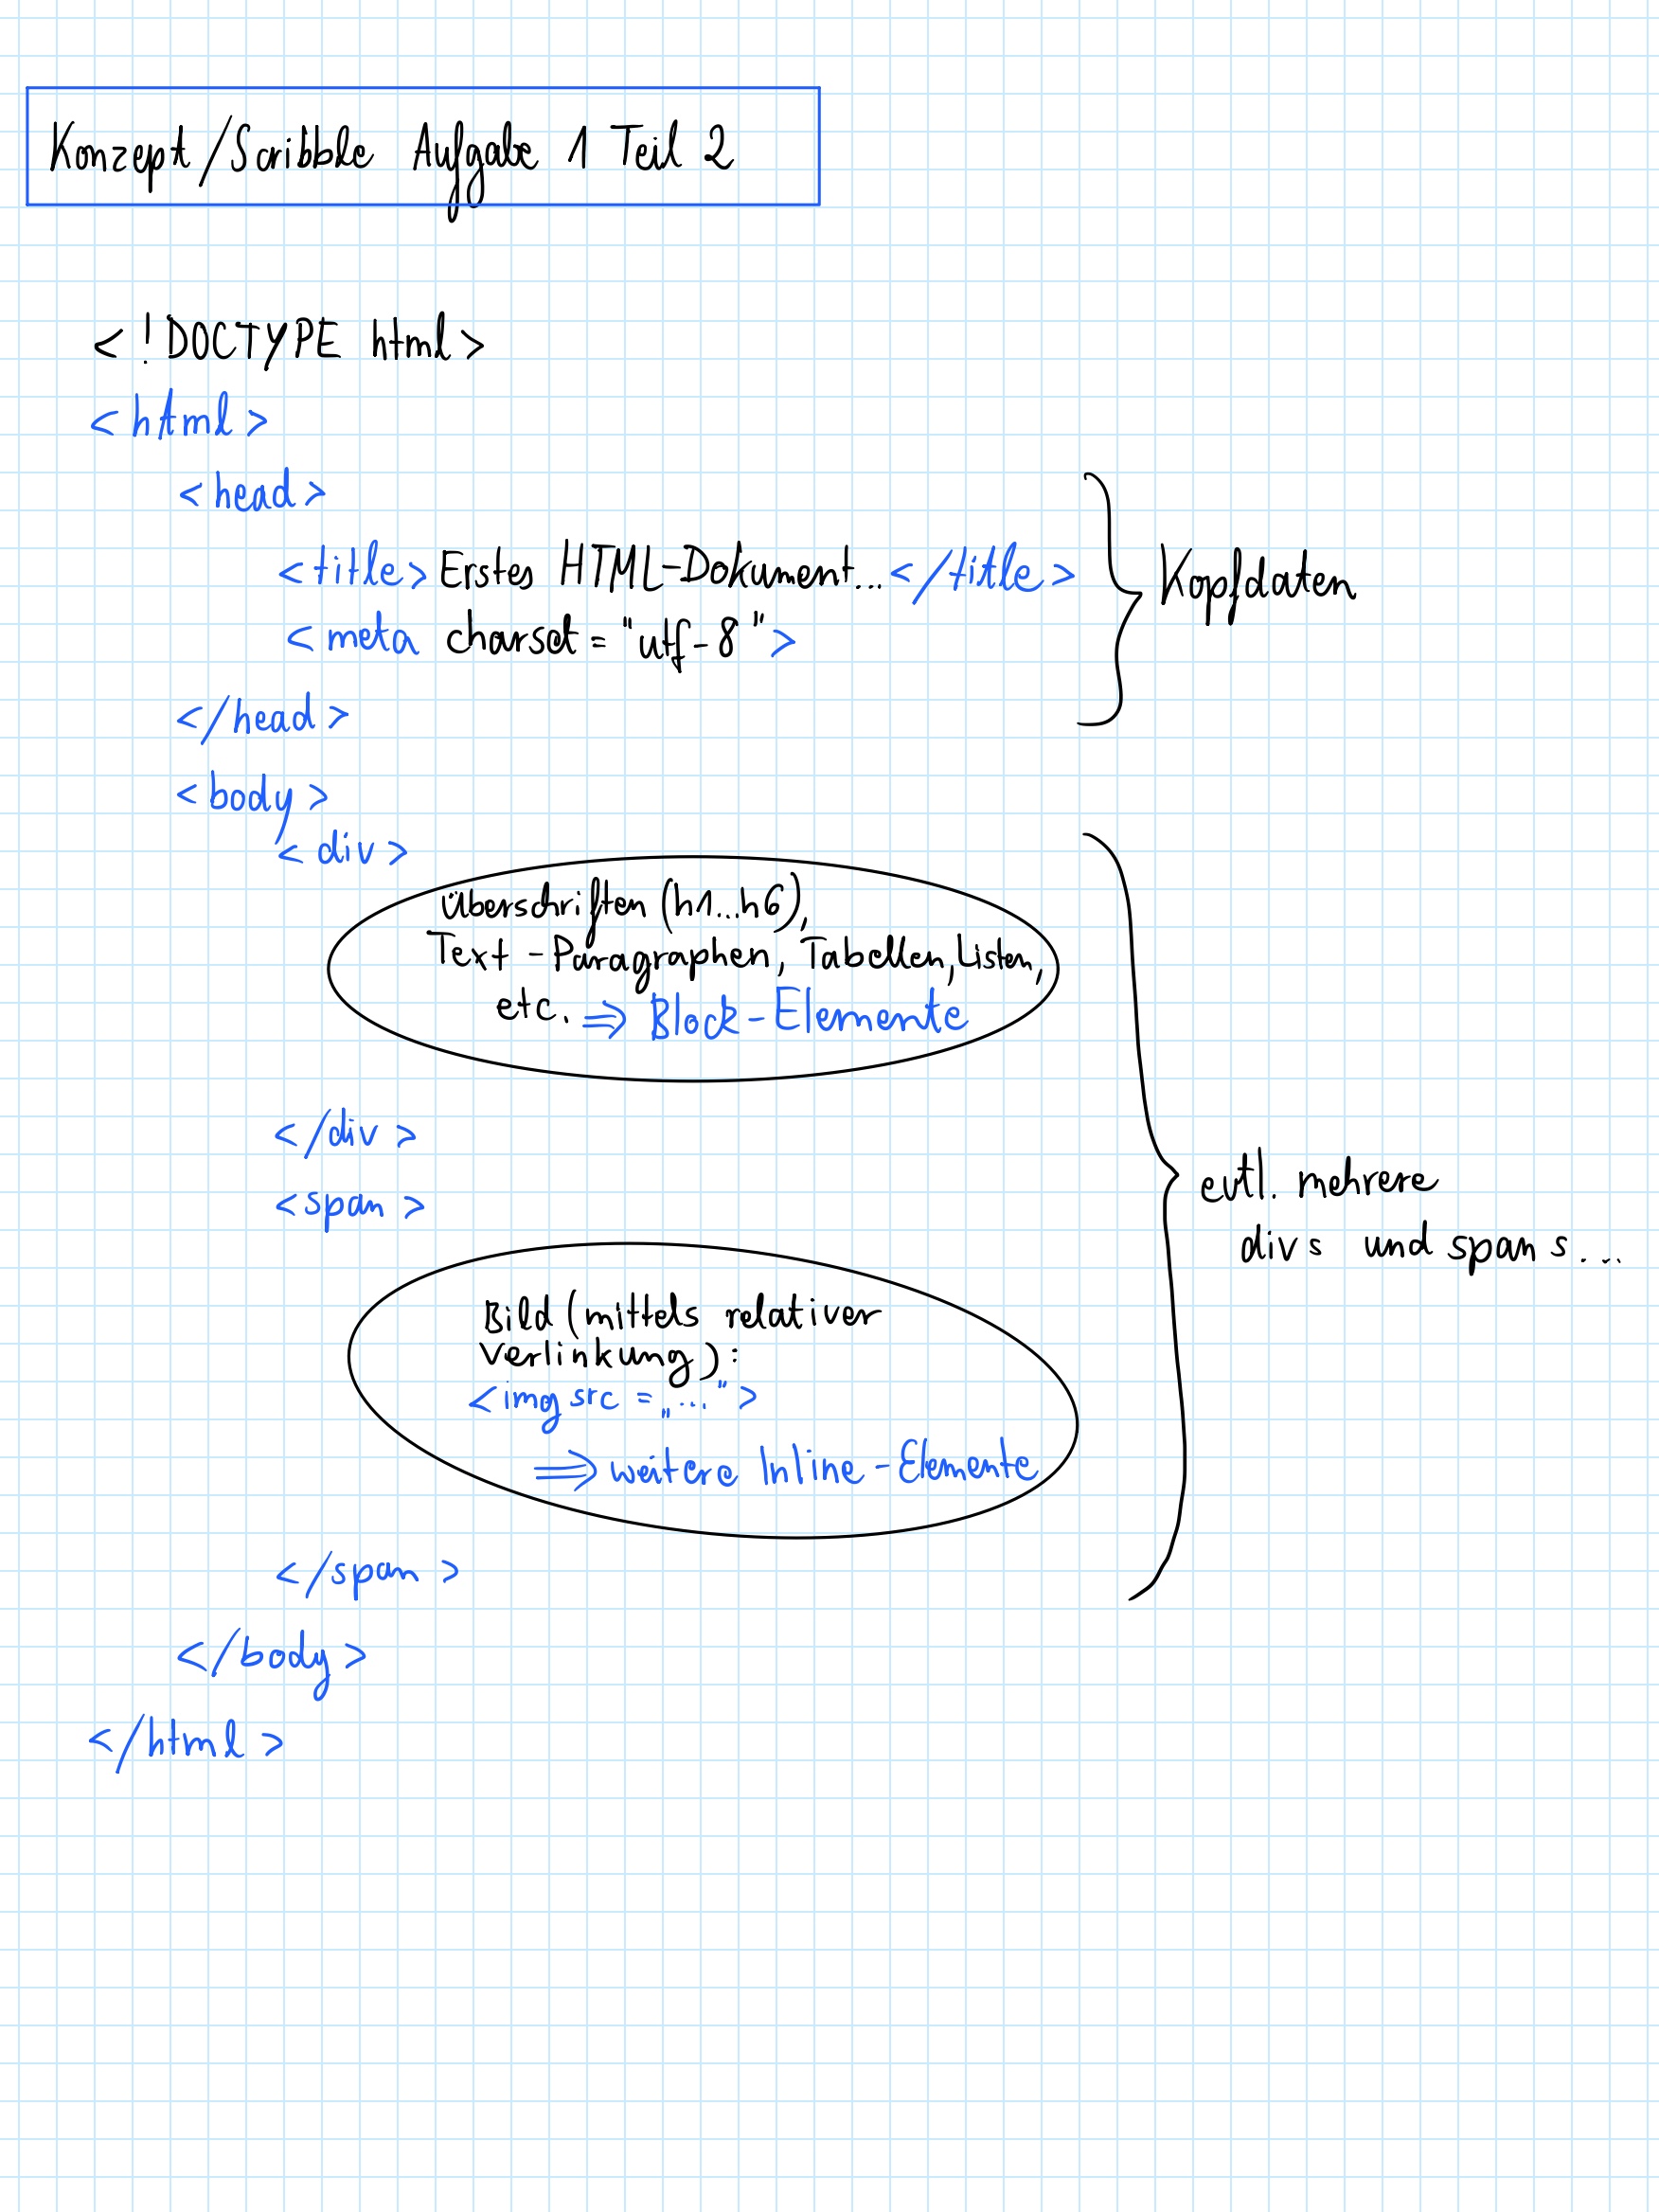 Konzept/Scribble Aufgabe 1 Teil 2
<!DOCTYPE html>
<html>
<head>
<title> Erstes HTML-Dokument... </title>
<meta charset = "utf-8">
Kopfdaten
</head>
<body>
<div>
Überschriften (h1...h6),
Text-Paragraphen, Tabellen, Listen,
etc. ⇒ Block-Elemente
</div>
<span>
evtl. mehrere
divs und spans...
Bild (mittels relativer
Verlinkung):
<img src = „..." >
⇒ weitere Inline-Elemente
</span>
</body>
</html>